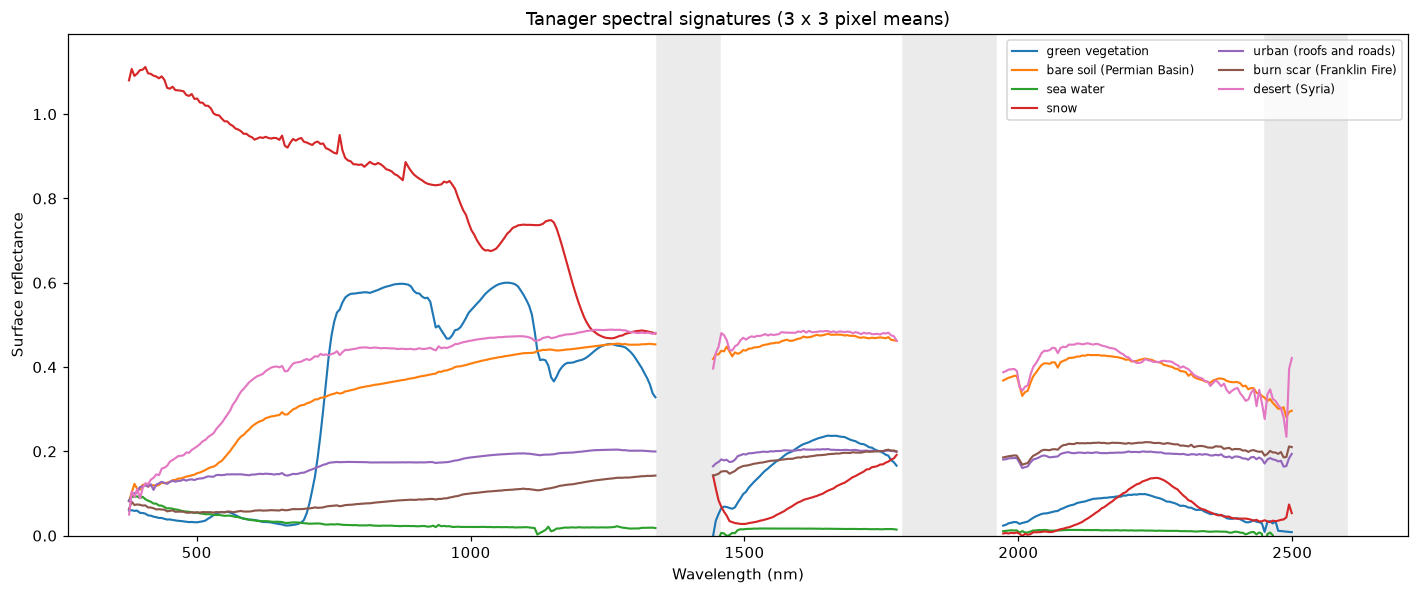 Tanager spectral signatures (3 x 3 pixel means)
green vegetation
bare soil (Permian Basin)
sea water
snow
urban (roofs and roads)
burn scar (Franklin Fire)
desert (Syria)
Surface reflectance
1.0
0.8
0.6
0.4
0.2
0.0
500
1000
1500
2000
2500
Wavelength (nm)